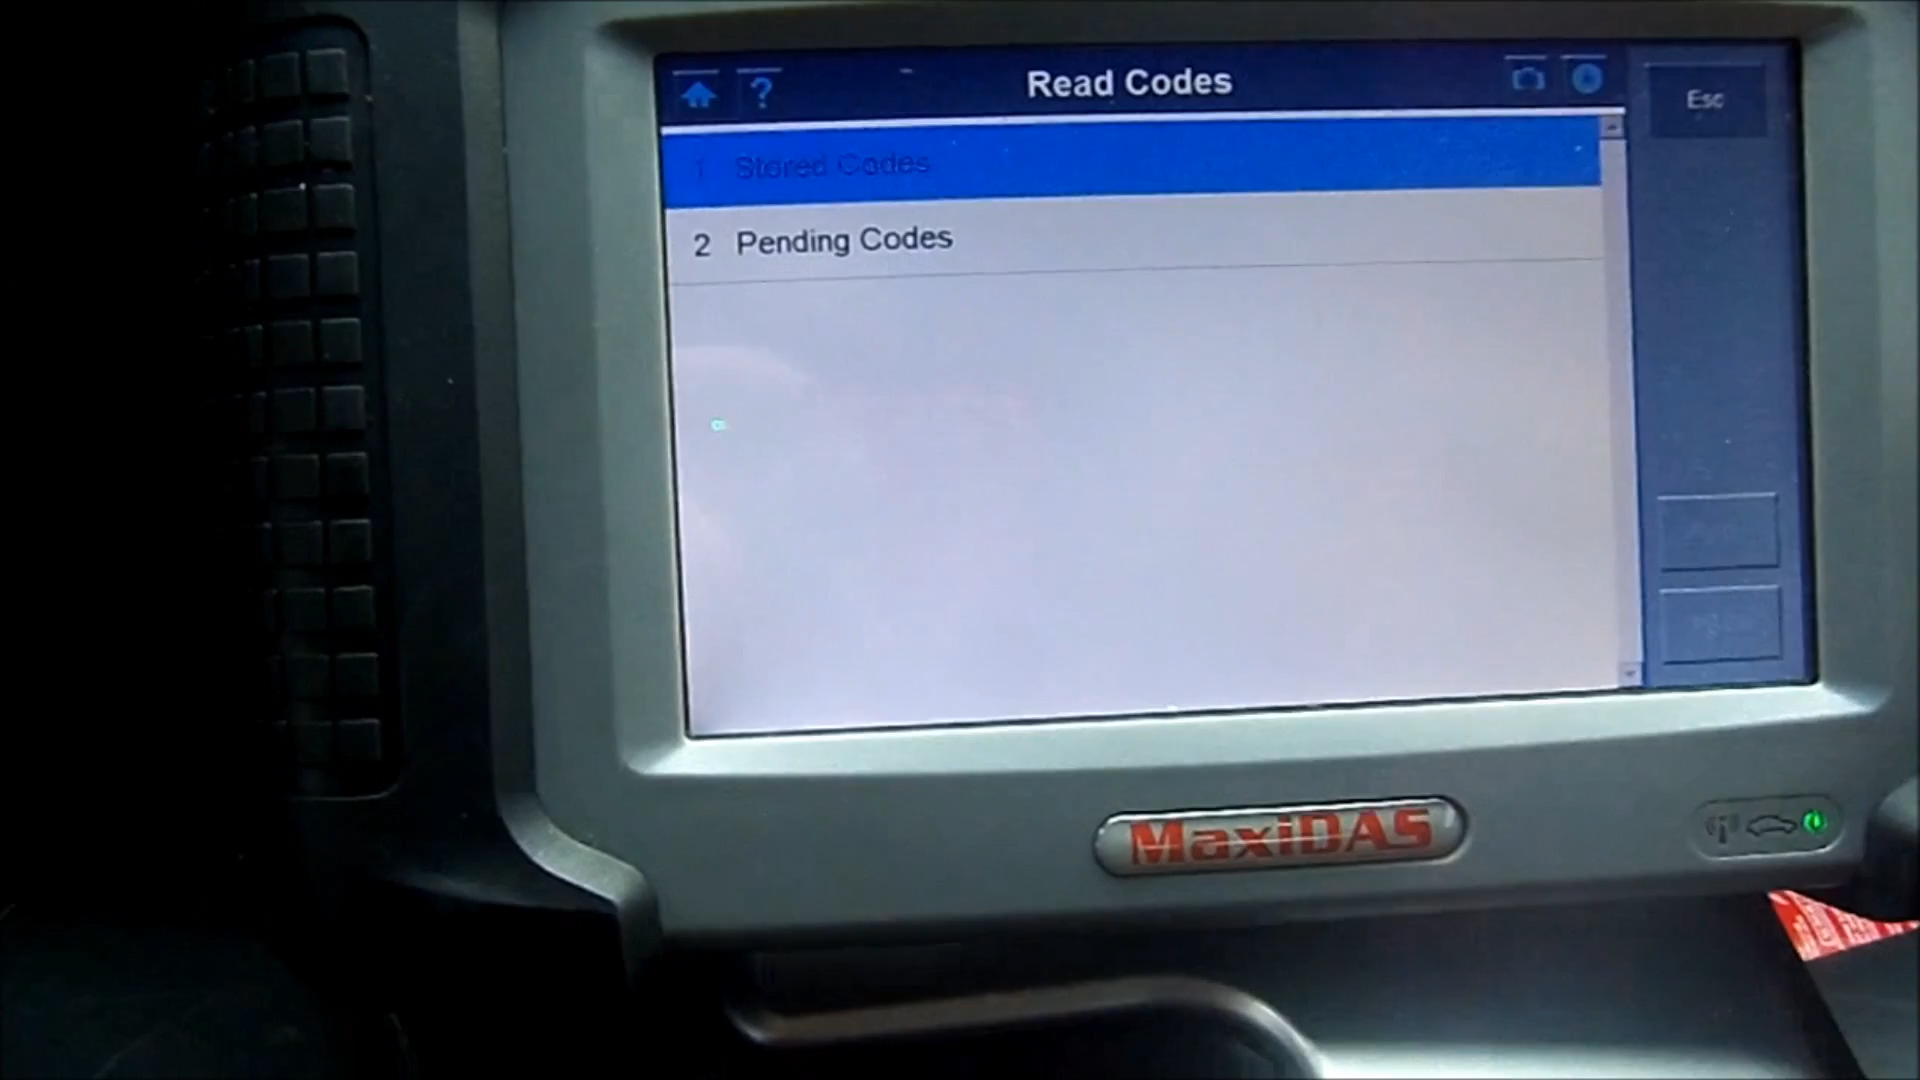 ? Read Codes
Esc
1 Stored Codes
2 Pending Codes
MaxiDAS